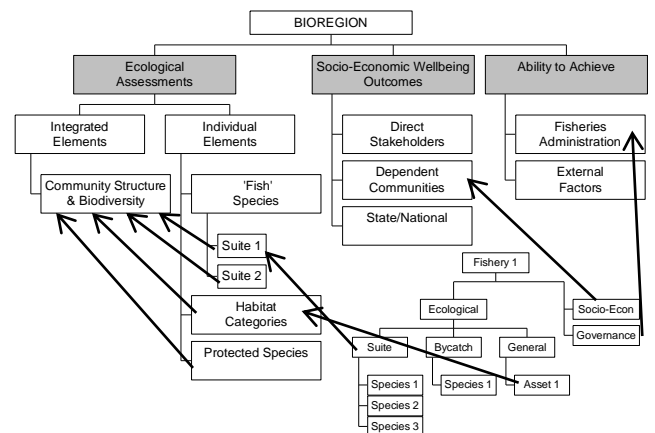 BIOREGION
Ecological
Assessments
Socio-Economic Wellbeing
Outcomes
Ability to Achieve
Integrated
Elements
Individual
Elements
Direct
Stakeholders
Fisheries
Administration
Community Structure
& Biodiversity
'Fish'
Species
Dependent
Communities
External
Factors
State/National
Suite 1
Suite 2
Habitat
Categories
Protected Species
Fishery 1
Ecological
Socio-Econ
Governance
Suite
Bycatch
General
Species 1
Species 2
Species 3
Species 1
Asset 1